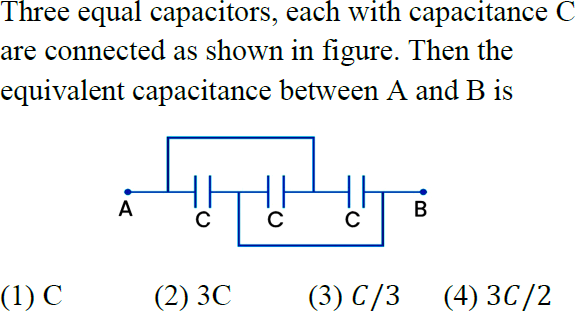 Three equal capacitors, each with capacitance C
are connected as shown in figure. Then the
equivalent capacitance between A and B is
A C C C B
(1) C (2) 3C (3) C/3 (4) 3C/2